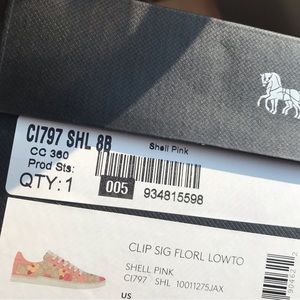 CI797 SHL 8B
CC 360
Shell Pink
Prod Sts:
QTY: 1
005
934815598
CLIP SIG FLORL LOWTO
SHELL PINK
CI797 SHL 10011275JAX
US